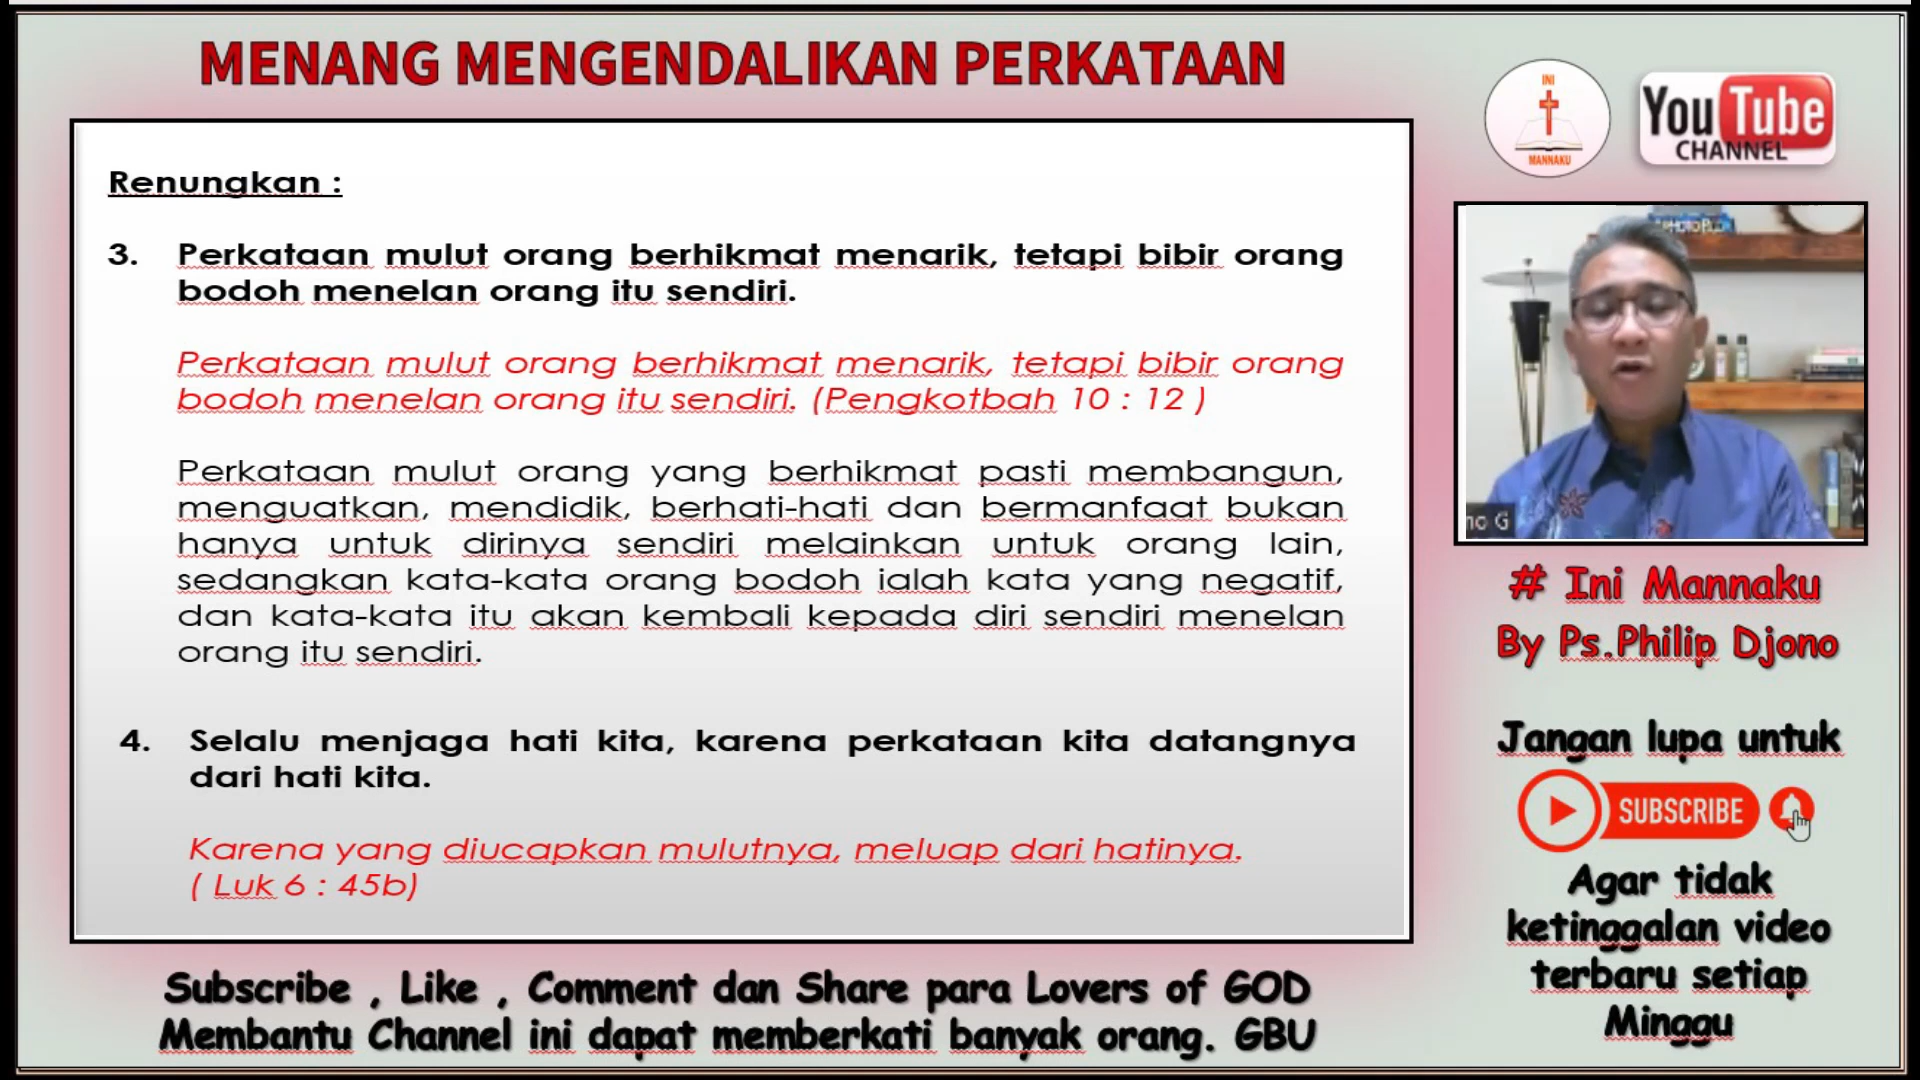 MENANG MENGENDALIKAN PERKATAAN
INI
MANNAKU
YouTube
CHANNEL
Renungkan :
3. Perkataan mulut orang berhikmat menarik, tetapi bibir orang
bodoh menelan orang itu sendiri.
Perkataan mulut orang berhikmat menarik, tetapi bibir orang
bodoh menelan orang itu sendiri. (Pengkotbah 10 : 12 )
Perkataan mulut orang yang berhikmat pasti membangun,
menguatkan, mendidik, berhati-hati dan bermanfaat bukan
hanya untuk dirinya sendiri melainkan untuk orang lain,
sedangkan kata-kata orang bodoh ialah kata yang negatif,
dan kata-kata itu akan kembali kepada diri sendiri menelan
orang itu sendiri.
4. Selalu menjaga hati kita, karena perkataan kita datangnya
dari hati kita.
Karena yang diucapkan mulutnya, meluap dari hatinya.
( Luk 6 : 45b)
no G
# Ini Mannaku
By Ps.Philip Djono
Jangan lupa untuk
SUBSCRIBE
Agar tidak
ketinggalan video
terbaru setiap
Minggu
Subscribe , Like , Comment dan Share para Lovers of GOD
Membantu Channel ini dapat memberkati banyak orang. GBU